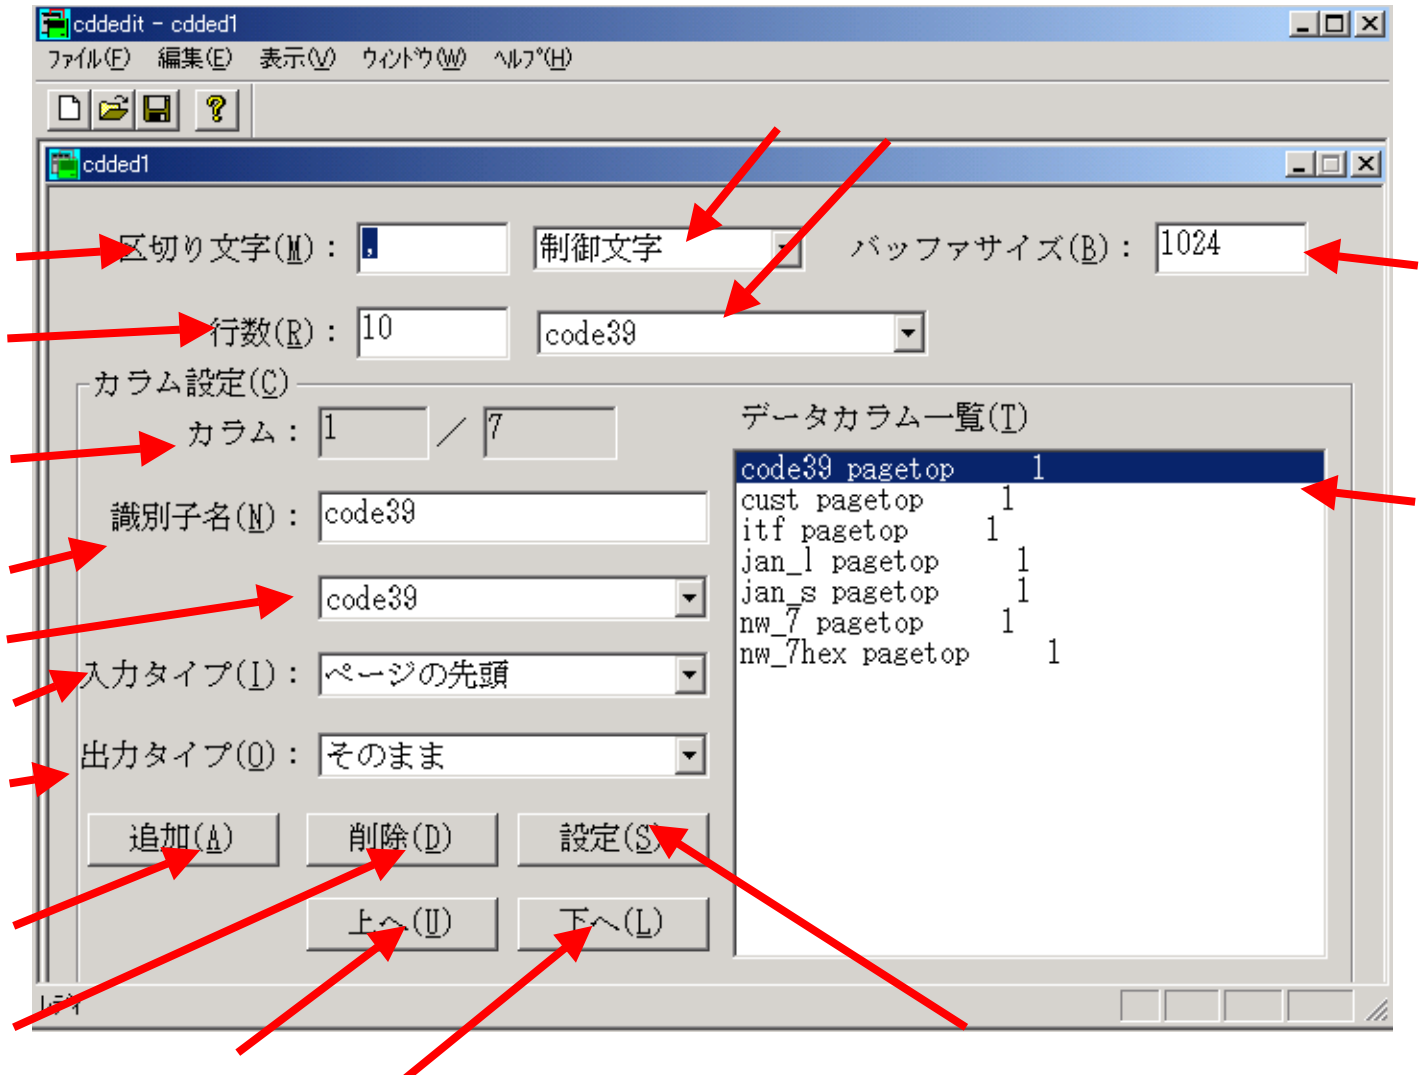 cddedit - cdded1
ファイル(F) 編集(E) 表示(V) ウィンドウ(W) ヘルプ(H)
cdded1
区切り文字(M)： , 制御文字 バッファサイズ(B)： 1024
行数(R)： 10 code39
カラム設定(C)
カラム： 1 ／ 7
データカラム一覧(T)
code39 pagetop 1
cust pagetop 1
itf pagetop 1
jan_l pagetop 1
jan_s pagetop 1
nw_7 pagetop 1
nw_7hex pagetop 1
識別子名(N)： code39
code39
入力タイプ(I)： ページの先頭
出力タイプ(O)： そのまま
追加(A) 削除(D) 設定(S)
上へ(U) 下へ(L)
レディ